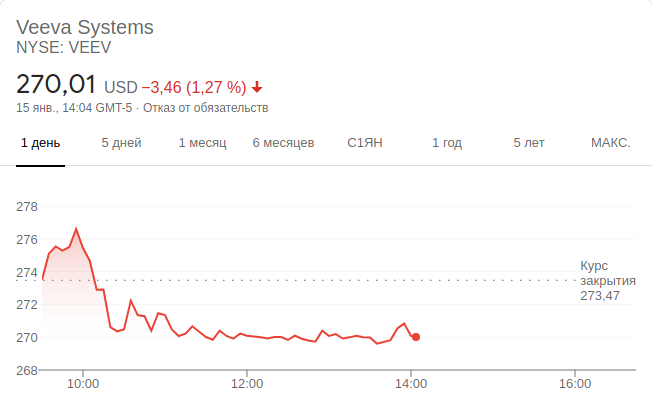 Veeva Systems
NYSE: VEEV
270,01 USD −3,46 (1,27 %)
15 янв., 14:04 GMT-5 · Отказ от обязательств
1 день 5 дней 1 месяц 6 месяцев С1ЯН 1 год 5 лет МАКС.
278
276
274
272
270
268
Курс
закрытия
273,47
10:00 12:00 14:00 16:00